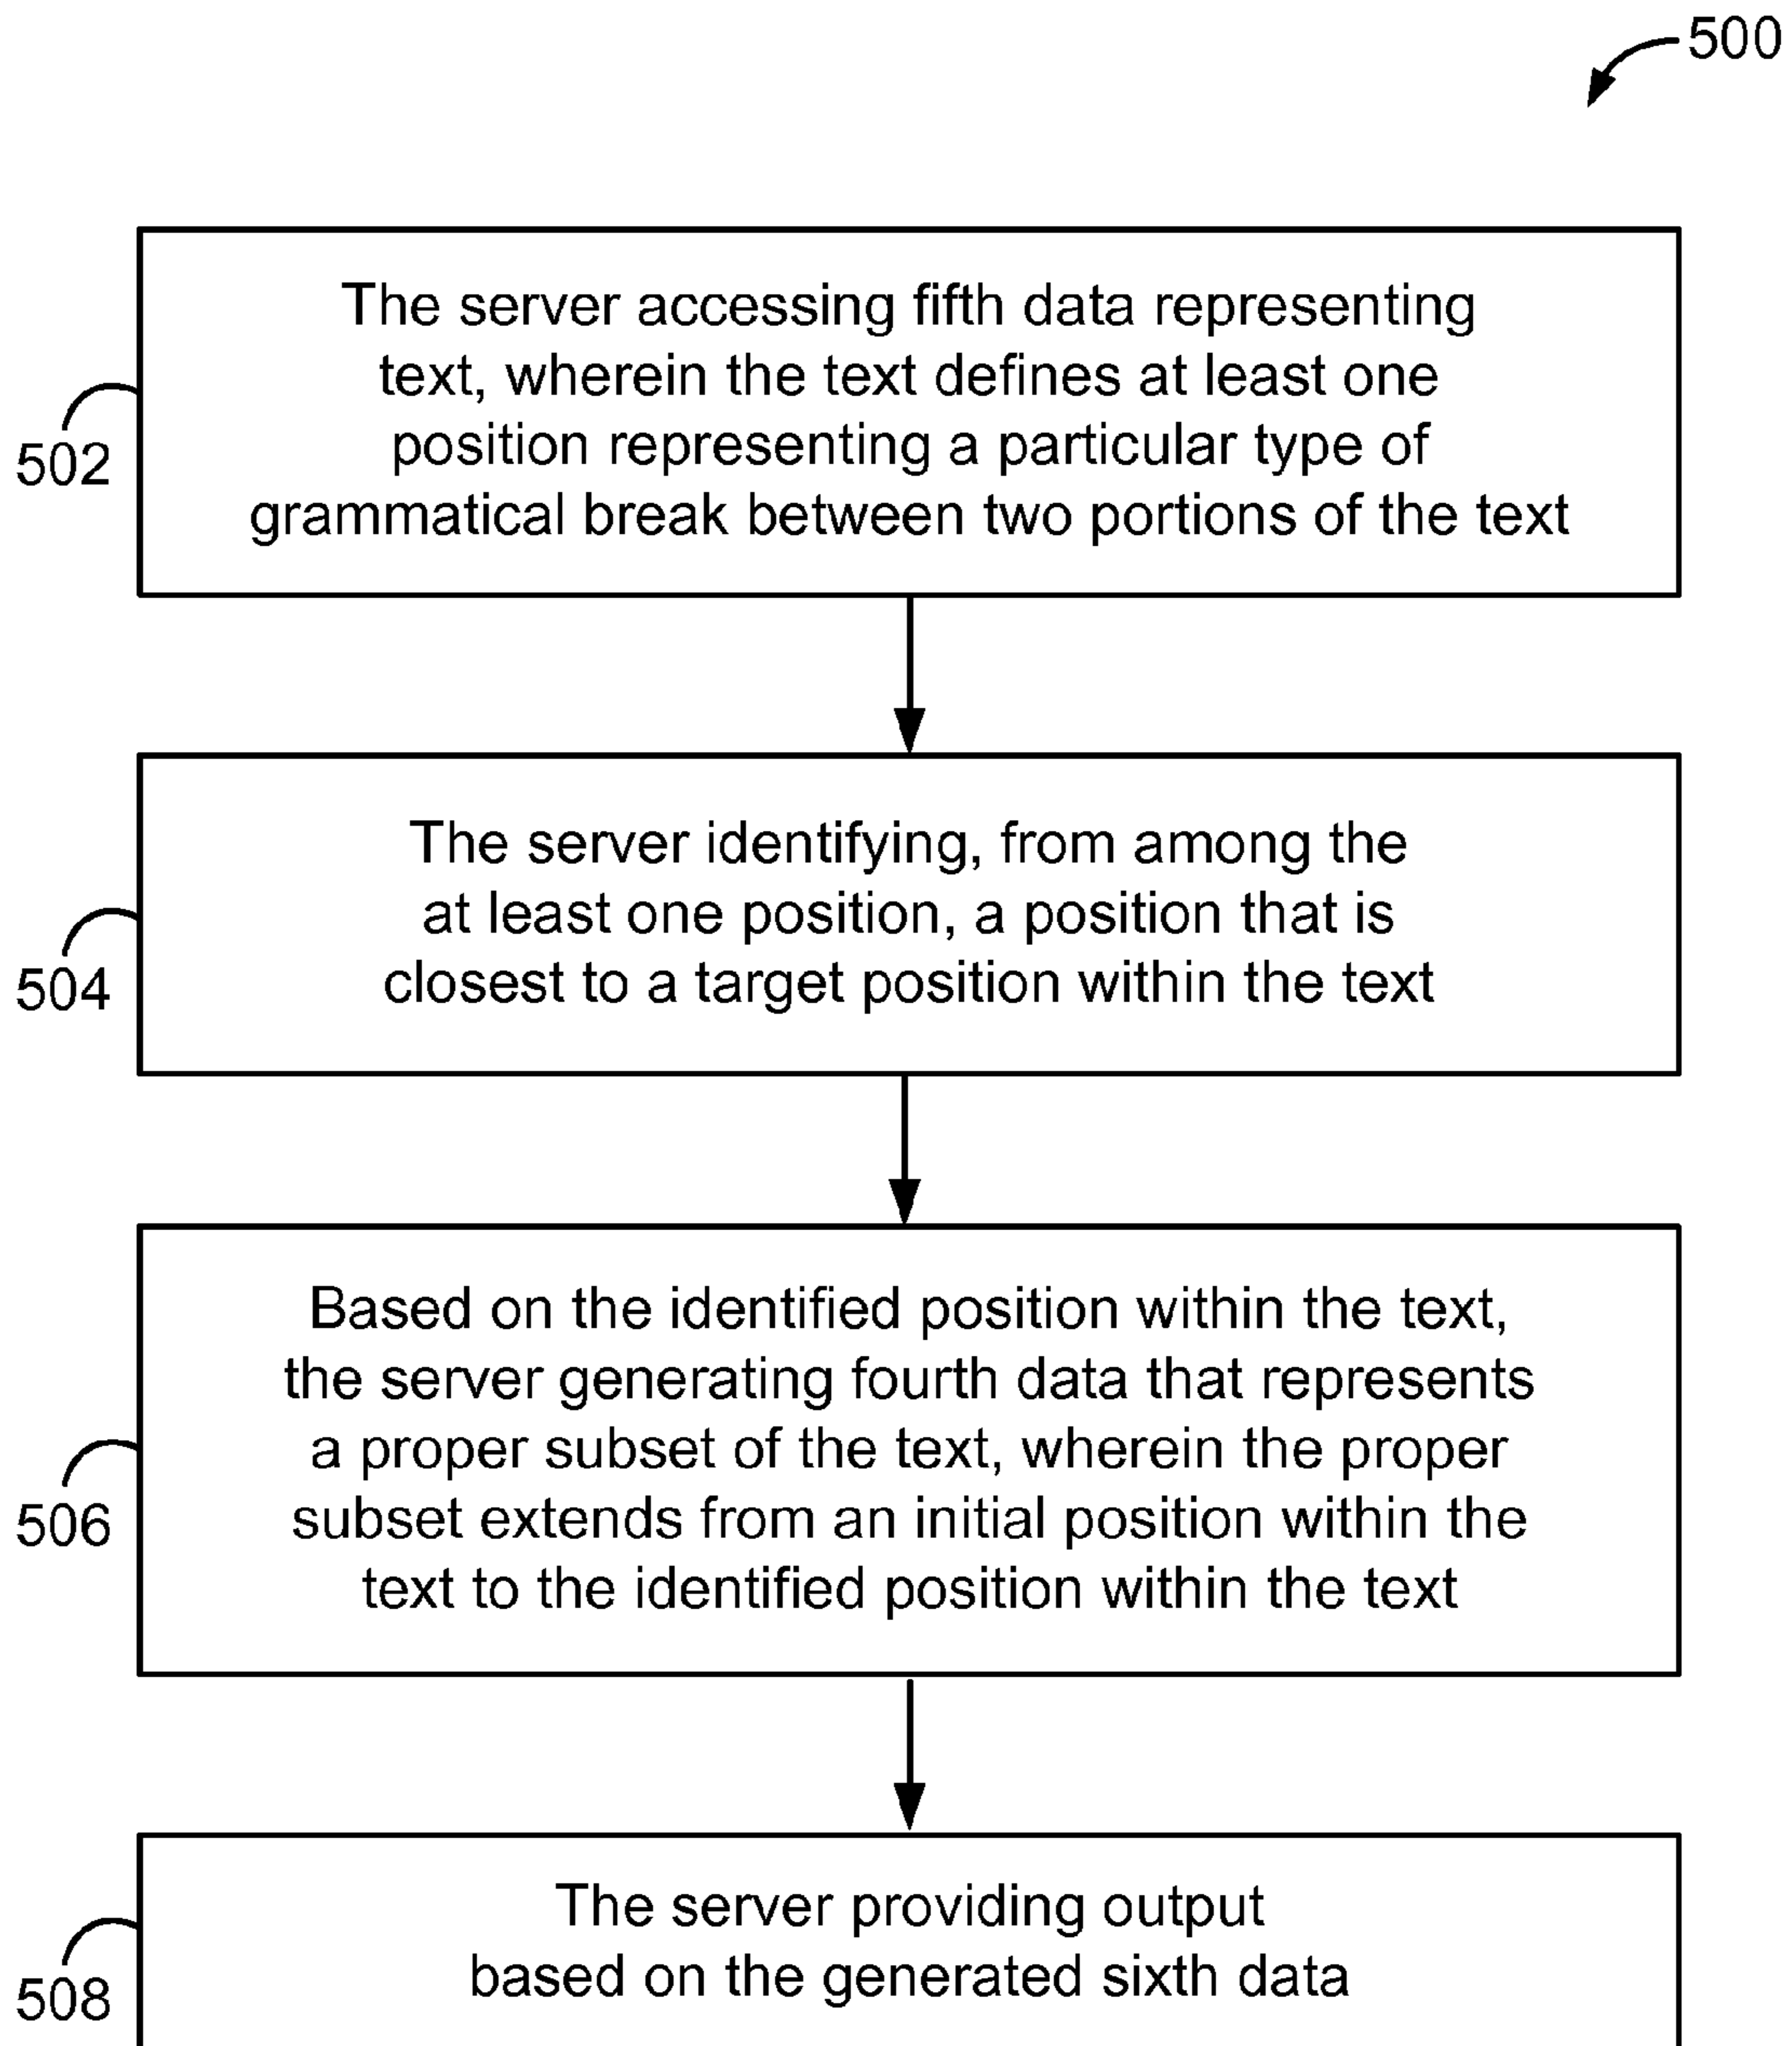 500
The server accessing fifth data representing
text, wherein the text defines at least one
position representing a particular type of
grammatical break between two portions of the text
502
The server identifying, from among the
at least one position, a position that is
closest to a target position within the text
504
Based on the identified position within the text,
the server generating fourth data that represents
a proper subset of the text, wherein the proper
subset extends from an initial position within the
text to the identified position within the text
506
The server providing output
based on the generated sixth data
508